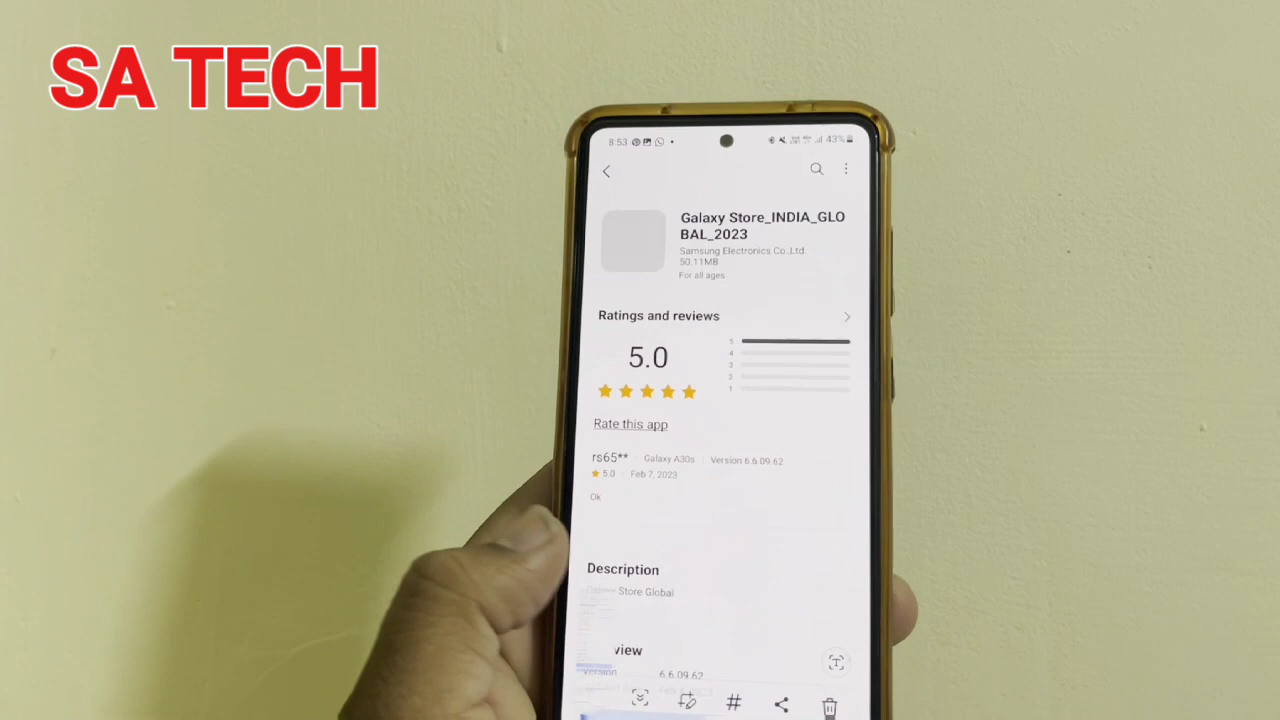 SA TECH
8:53
43%
Galaxy Store_INDIA_GLO
BAL_2023
Samsung Electronics Co.,Ltd.
50.11MB
For all ages
Ratings and reviews
5.0
5
4
3
2
1
Rate this app
rs65** Galaxy A30s Version 6.6.09.62
5.0 Feb 7, 2023
Ok
Description
Store Global
view
Version 6.6.09.62